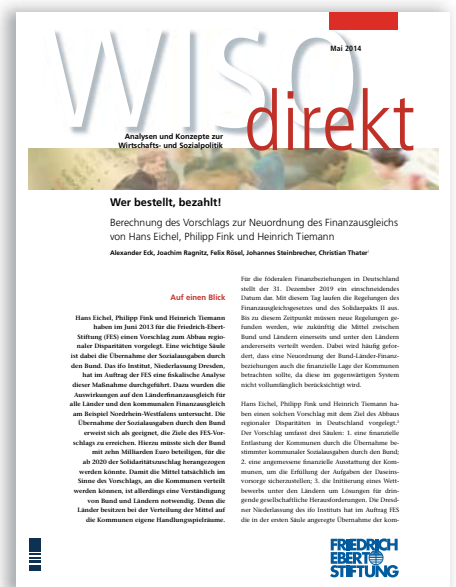 WISO
direkt
Mai 2014
Analysen und Konzepte zur
Wirtschafts- und Sozialpolitik
Wer bestellt, bezahlt!
Berechnung des Vorschlags zur Neuordnung des Finanzausgleichs
von Hans Eichel, Philipp Fink und Heinrich Tiemann
Alexander Eck, Joachim Ragnitz, Felix Rösel, Johannes Steinbrecher, Christian Thater¹
Auf einen Blick
Hans Eichel, Philipp Fink und Heinrich Tiemann
haben im Juni 2013 für die Friedrich-Ebert-
Stiftung (FES) einen Vorschlag zum Abbau regio-
naler Disparitäten vorgelegt. Eine wichtige Säule
ist dabei die Übernahme der Sozialausgaben durch
den Bund. Das ifo Institut, Niederlassung Dresden,
hat im Auftrag der FES eine fiskalische Analyse
dieser Maßnahme durchgeführt. Dazu wurden die
Auswirkungen auf den Länderfinanzausgleich für
alle Länder und den kommunalen Finanzausgleich
am Beispiel Nordrhein-Westfalens untersucht. Die
Übernahme der Sozialausgaben durch den Bund
erweist sich als geeignet, die Ziele des FES-Vor-
schlags zu erreichen. Hierzu müsste sich der Bund
mit zehn Milliarden Euro beteiligen, für die
ab 2020 der Solidaritätszuschlag herangezogen
werden könnte. Damit die Mittel tatsächlich im
Sinne des Vorschlags, an die Kommunen verteilt
werden können, ist allerdings eine Verständigung
von Bund und Ländern notwendig. Denn die
Länder besitzen bei der Verteilung der Mittel auf
die Kommunen eigene Handlungsspielräume.
Für die föderalen Finanzbeziehungen in Deutschland
stellt der 31. Dezember 2019 ein einschneidendes
Datum dar. Mit diesem Tag laufen die Regelungen des
Finanzausgleichsgesetzes und des Solidarpakts II aus.
Bis zu diesem Zeitpunkt müssen neue Regelungen ge-
funden werden, wie zukünftig die Mittel zwischen
Bund und Ländern einerseits und unter den Ländern
andererseits verteilt werden. Dabei wird häufig gefor-
dert, dass eine Neuordnung der Bund-Länder-Finanz-
beziehungen auch die finanzielle Lage der Kommunen
betrachten sollte, da diese im gegenwärtigen System
nicht vollumfänglich berücksichtigt wird.
Hans Eichel, Philipp Fink und Heinrich Tiemann ha-
ben einen solchen Vorschlag mit dem Ziel des Abbaus
regionaler Disparitäten in Deutschland vorgelegt.²
Der Vorschlag umfasst drei Säulen: 1. eine finanzielle
Entlastung der Kommunen durch die Übernahme be-
stimmter kommunaler Sozialausgaben durch den Bund;
2. eine angemessene finanzielle Ausstattung der Kom-
munen, um die Erfüllung der Aufgaben der Daseins-
vorsorge sicherzustellen; 3. die Initiierung eines Wett-
bewerbs unter den Ländern um Lösungen für drin-
gende gesellschaftliche Herausforderungen. Die Dresd-
ner Niederlassung des ifo Instituts hat im Auftrag FES
die in der ersten Säule angeregte Übernahme der kom-
FRIEDRICH
EBERT
STIFTUNG